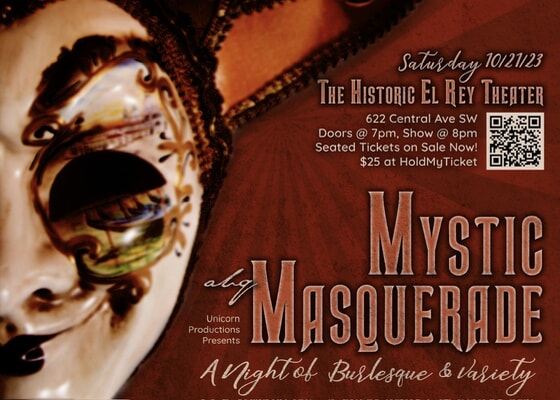 Saturday 10/21/23
The Historic El Rey Theater
622 Central Ave SW
Doors @ 7pm, Show @ 8pm
Seated Tickets on Sale Now!
$25 at HoldMyTicket
Mystic
abq Masquerade
Unicorn
Productions
Presents
A Night of Burlesque & Variety